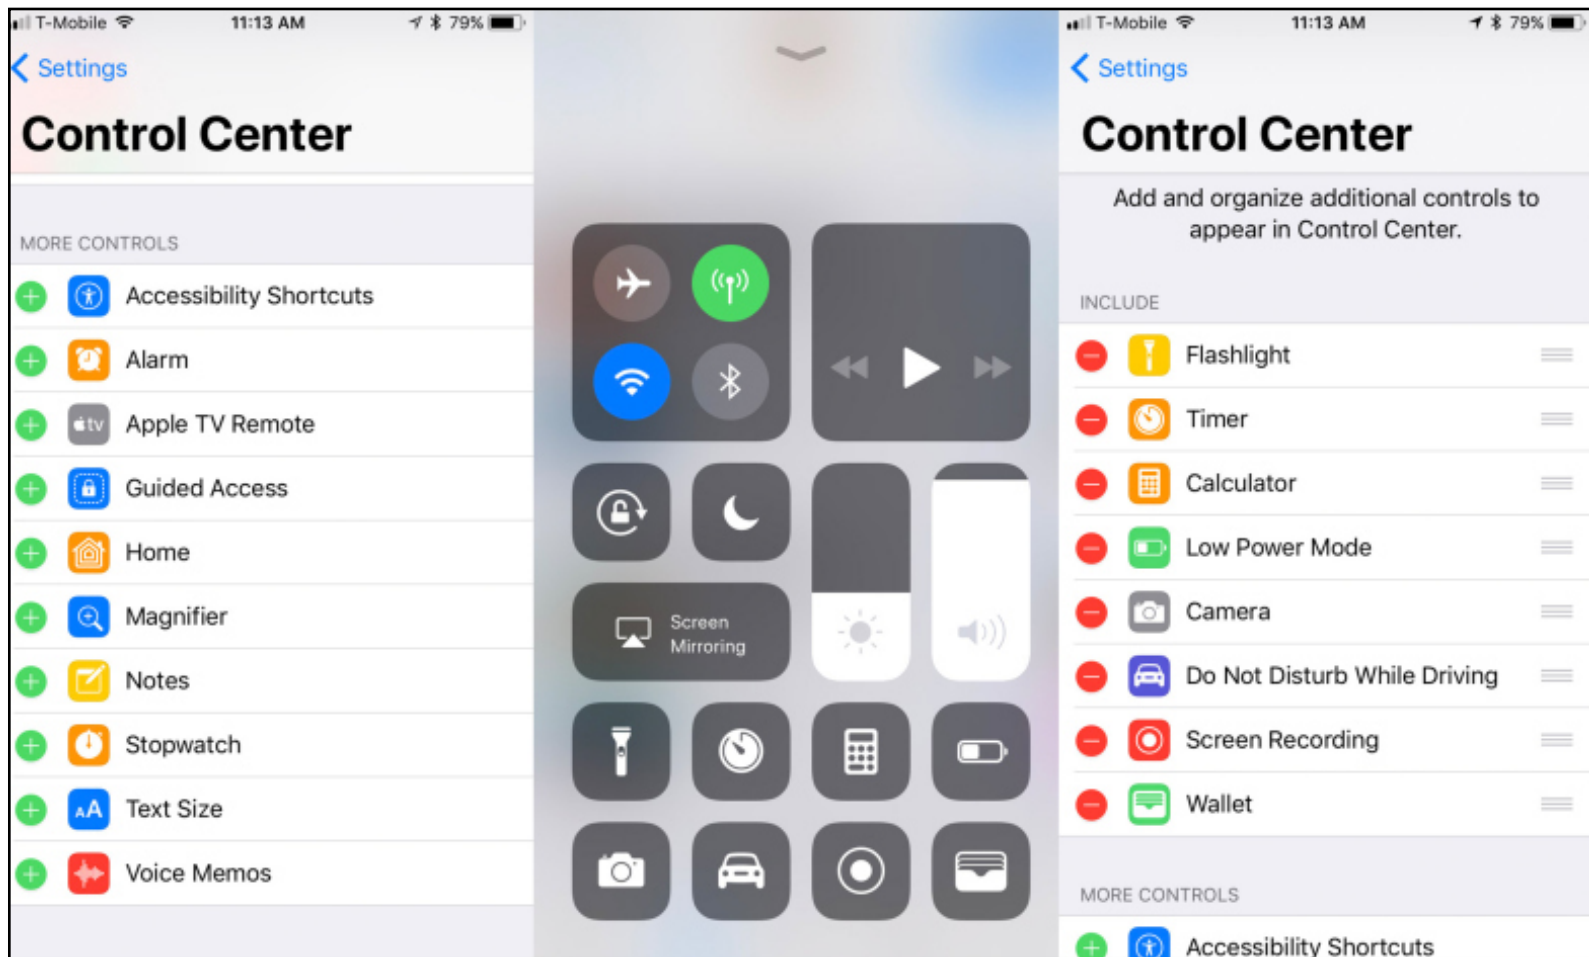 T-Mobile 11:13 AM 79%
Settings
Control Center
MORE CONTROLS
Accessibility Shortcuts
Alarm
tv Apple TV Remote
Guided Access
Home
Magnifier
Notes
Stopwatch
AA Text Size
Voice Memos
Screen
Mirroring
T-Mobile 11:13 AM 79%
Settings
Control Center
Add and organize additional controls to
appear in Control Center.
INCLUDE
Flashlight
Timer
Calculator
Low Power Mode
Camera
Do Not Disturb While Driving
Screen Recording
Wallet
MORE CONTROLS
Accessibility Shortcuts